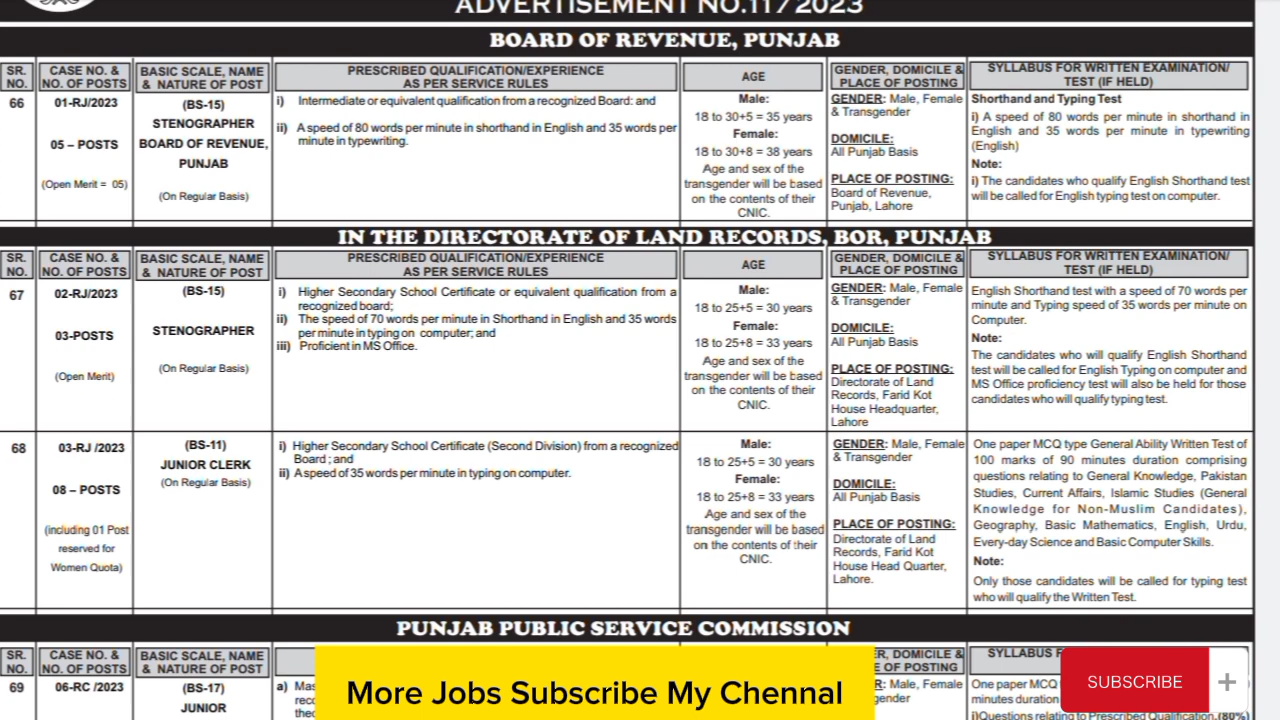 ADVERTISEMENT NO.11/2023
BOARD OF REVENUE, PUNJAB
SR. NO.
CASE NO. & NO. OF POSTS
BASIC SCALE, NAME & NATURE OF POST
PRESCRIBED QUALIFICATION/EXPERIENCE
AS PER SERVICE RULES
AGE
GENDER, DOMICILE & PLACE OF POSTING
SYLLABUS FOR WRITTEN EXAMINATION/ TEST (IF HELD)
66
01-RJ/2023
05 – POSTS
(Open Merit = 05)
(BS-15)
STENOGRAPHER
BOARD OF REVENUE,
PUNJAB
(On Regular Basis)
i) Intermediate or equivalent qualification from a recognized Board: and
ii) A speed of 80 words per minute in shorthand in English and 35 words per
minute in typewriting.
Male:
18 to 30+5 = 35 years
Female:
18 to 30+8 = 38 years
Age and sex of the
transgender will be based
on the contents of their
CNIC.
GENDER: Male, Female
& Transgender
DOMICILE:
All Punjab Basis
PLACE OF POSTING:
Board of Revenue,
Punjab, Lahore
Shorthand and Typing Test
i) A speed of 80 words per minute in shorthand in
English and 35 words per minute in typewriting
(English)
Note:
i) The candidates who qualify English Shorthand test
will be called for English typing test on computer.
IN THE DIRECTORATE OF LAND RECORDS, BOR, PUNJAB
SR. NO.
CASE NO. & NO. OF POSTS
BASIC SCALE, NAME & NATURE OF POST
PRESCRIBED QUALIFICATION/EXPERIENCE
AS PER SERVICE RULES
AGE
GENDER, DOMICILE & PLACE OF POSTING
SYLLABUS FOR WRITTEN EXAMINATION/ TEST (IF HELD)
67
02-RJ/2023
03-POSTS
(Open Merit)
(BS-15)
STENOGRAPHER
(On Regular Basis)
i) Higher Secondary School Certificate or equivalent qualification from a
recognized board;
ii) The speed of 70 words per minute in Shorthand in English and 35 words
per minute in typing on computer; and
iii) Proficient in MS Office.
Male:
18 to 25+5 = 30 years
Female:
18 to 25+8 = 33 years
Age and sex of the
transgender will be based
on the contents of their
CNIC.
GENDER: Male, Female
& Transgender
DOMICILE:
All Punjab Basis
PLACE OF POSTING:
Directorate of Land
Records, Farid Kot
House Headquarter,
Lahore
English Shorthand test with a speed of 70 words per
minute and Typing speed of 35 words per minute on
Computer.
Note:
The candidates who will qualify English Shorthand
test will be called for English Typing on computer and
MS Office proficiency test will also be held for those
candidates who will qualify typing test.
68
03-RJ /2023
08 – POSTS
(including 01 Post
reserved for
Women Quota)
(BS-11)
JUNIOR CLERK
(On Regular Basis)
i) Higher Secondary School Certificate (Second Division) from a recognized
Board ; and
ii) A speed of 35 words per minute in typing on computer.
Male:
18 to 25+5 = 30 years
Female:
18 to 25+8 = 33 years
Age and sex of the
transgender will be based
on the contents of their
CNIC.
GENDER: Male, Female
& Transgender
DOMICILE:
All Punjab Basis
PLACE OF POSTING:
Directorate of Land
Records, Farid Kot
House Head Quarter,
Lahore.
One paper MCQ type General Ability Written Test of
100 marks of 90 minutes duration comprising
questions relating to General Knowledge, Pakistan
Studies, Current Affairs, Islamic Studies (General
Knowledge for Non-Muslim Candidates),
Geography, Basic Mathematics, English, Urdu,
Every-day Science and Basic Computer Skills.
Note:
Only those candidates will be called for typing test
who will qualify the Written Test.
PUNJAB PUBLIC SERVICE COMMISSION
SR. NO.
CASE NO. & NO. OF POSTS
BASIC SCALE, NAME & NATURE OF POST
DOMICILE &
OF POSTING
SYLLABUS
69
06-RC /2023
(BS-17)
JUNIOR
a)
One paper MCQ
minutes duration
i)Questions relating to Prescribed Qualification.(80%)
More Jobs Subscribe My Chennal
SUBSCRIBE
+